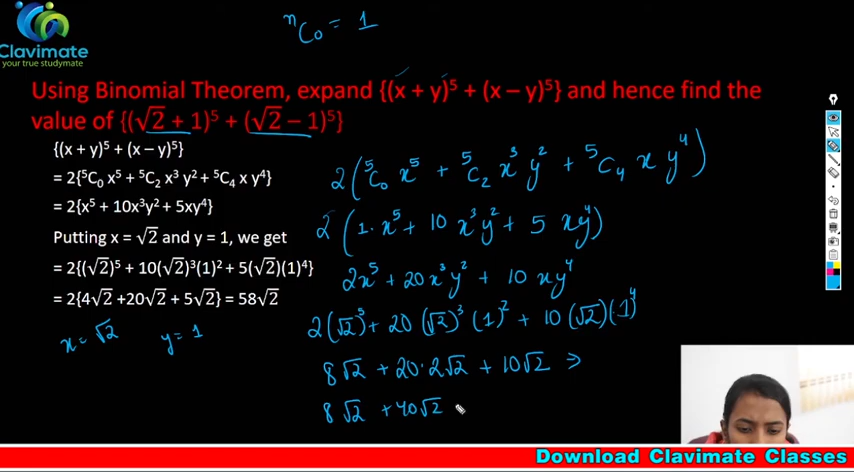 ⁿC₀ = 1
Clavimate
your true studymate
Using Binomial Theorem, expand {(x + y)⁵ + (x – y)⁵} and hence find the
value of {(√2 + 1)⁵ + (√2 – 1)⁵}
{(x + y)⁵ + (x – y)⁵}
= 2{⁵C₀ x⁵ + ⁵C₂ x³ y² + ⁵C₄ x y⁴}
= 2{x⁵ + 10x³y² + 5xy⁴}
Putting x = √2 and y = 1, we get
= 2{(√2)⁵ + 10(√2)³(1)² + 5(√2)(1)⁴}
= 2{4√2 +20√2 + 5√2} = 58√2
x = √2 y = 1
2(⁵C₀ x⁵ + ⁵C₂ x³ y² + ⁵C₄ x y⁴)
2(1·x⁵ + 10 x³y² + 5 xy⁴)
2x⁵ + 20x³y² + 10 xy⁴
2(√2)⁵ + 20(√2)³(1)² + 10(√2)(1)⁴
8√2 + 20·2√2 + 10√2 ⇒
8√2 + 40√2
Download Clavimate Classes